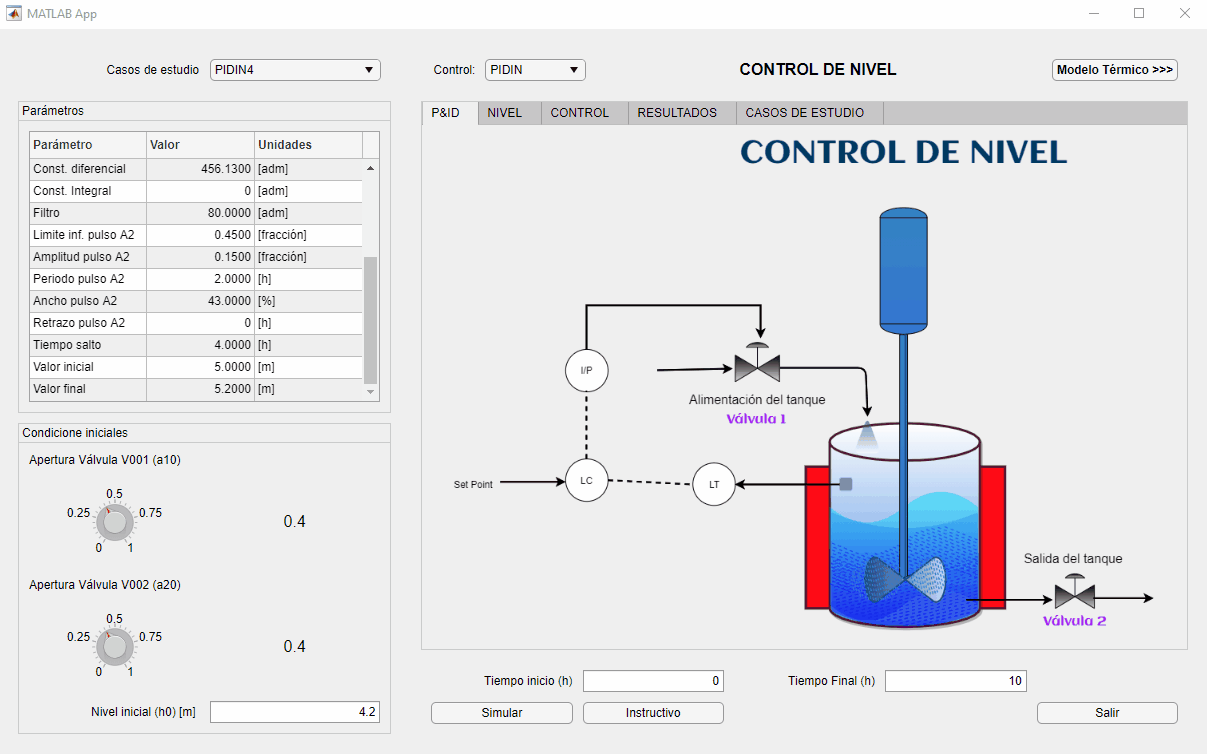 MATLAB App
Casos de estudio PIDIN4 Control: PIDIN CONTROL DE NIVEL Modelo Térmico >>>
Parámetros
Parámetro Valor Unidades
Const. diferencial 456.1300 [adm]
Const. Integral 0 [adm]
Filtro 80.0000 [adm]
Limite inf. pulso A2 0.4500 [fracción]
Amplitud pulso A2 0.1500 [fracción]
Periodo pulso A2 2.0000 [h]
Ancho pulso A2 43.0000 [%]
Retrazo pulso A2 0 [h]
Tiempo salto 4.0000 [h]
Valor inicial 5.0000 [m]
Valor final 5.2000 [m]
Condicione iniciales
Apertura Válvula V001 (a10)
0.5
0.25 0.75
0 1
0.4
Apertura Válvula V002 (a20)
0.5
0.25 0.75
0 1
0.4
Nivel inicial (h0) [m] 4.2
P&ID NIVEL CONTROL RESULTADOS CASOS DE ESTUDIO
CONTROL DE NIVEL
I/P
Alimentación del tanque
Válvula 1
Set Point LC LT
Salida del tanque
Válvula 2
Tiempo inicio (h) 0 Tiempo Final (h) 10
Simular Instructivo Salir